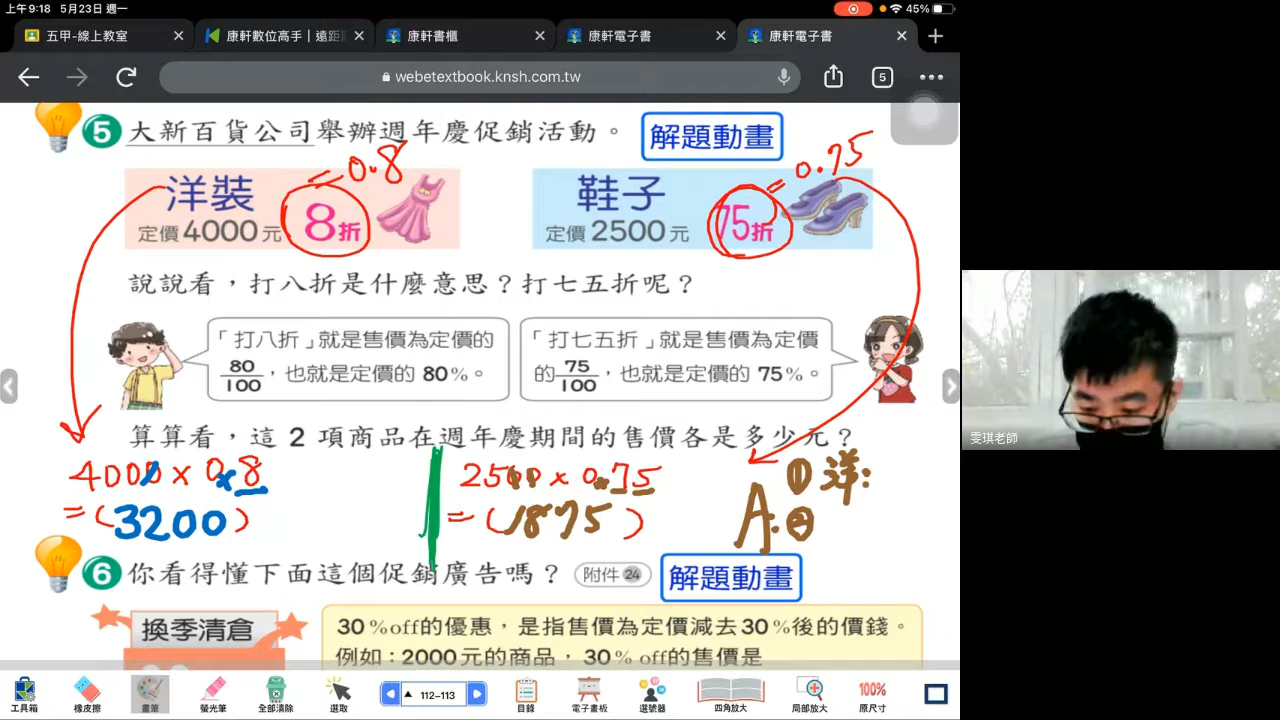 上午9:18 5月23日 週一
45%
五甲-線上教室
康軒數位高手｜遠距
康軒書櫃
康軒電子書
康軒電子書
webetextbook.knsh.com.tw
5
5 大新百貨公司舉辦週年慶促銷活動。 解題動畫
= 0.8
= 0.75
洋裝
定價4000元 8折
鞋子
定價2500元 75折
說說看，打八折是什麼意思？打七五折呢？
「打八折」就是售價為定價的
80/100，也就是定價的 80%。
「打七五折」就是售價為定價
的 75/100，也就是定價的 75%。
雯琪老師
算算看，這 2 項商品在週年慶期間的售價各是多少元？
4000 × 0.8
= (3200)
2500 × 0.75
= (1875)
A: ① 洋:
②
6 你看得懂下面這個促銷廣告嗎？ 附件24 解題動畫
換季清倉
30%off的優惠，是指售價為定價減去30%後的價錢。
例如：2000元的商品，30% off的售價是
工具箱 橡皮擦 畫筆 螢光筆 全部清除 選取 112-113 目錄 電子畫板 選號器 四角放大 局部放大 100% 原尺寸